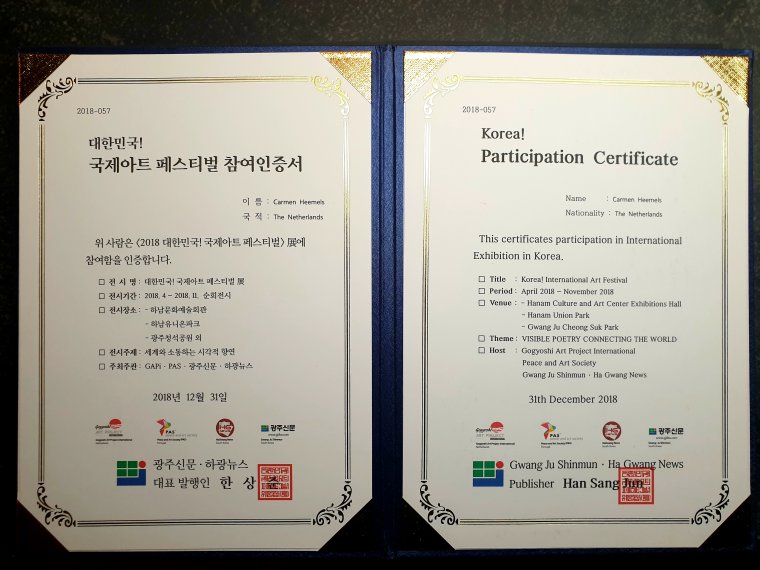 2018-057
대한민국!
국제아트 페스티벌 참여인증서
이 름 : Carmen Heemels
국 적 : The Netherlands
위 사람은 〈2018 대한민국! 국제아트 페스티벌〉 展에
참여함을 인증합니다.
□ 전 시 명 : 대한민국! 국제아트 페스티벌 展
□ 전시기간 : 2018. 4 – 2018. 11. 순회전시
□ 전시장소 : - 하남문화예술회관
- 하남유니온파크
- 광주청석공원 외
□ 전시주제 : 세계와 소통하는 시각적 향연
□ 주최주관 : GAPi · PAS · 광주신문 · 하광뉴스
2018년 12월 31일
PAS
광주신문
광주신문 · 하광뉴스
대표 발행인 한 상
2018-057
Korea!
Participation Certificate
Name : Carmen Heemels
Nationality : The Netherlands
This certificates participation in International
Exhibition in Korea.
□ Title : Korea! International Art Festival
□ Period : April 2018 – November 2018
□ Venue : - Hanam Culture and Art Center Exhibitions Hall
- Hanam Union Park
- Gwang Ju Cheong Suk Park
□ Theme : VISIBLE POETRY CONNECTING THE WORLD
□ Host : Gogyoshi Art Project International
Peace and Art Society
Gwang Ju Shinmun · Ha Gwang News
31th December 2018
PAS
광주신문
Gwang Ju Shinmun · Ha Gwang News
Publisher Han Sang Jun